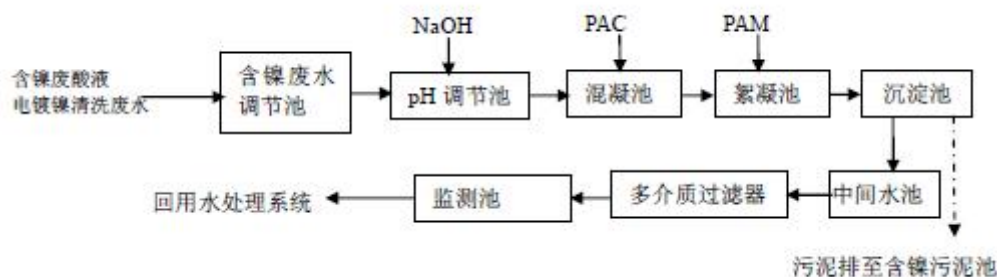 NaOH
PAC
PAM
含镍废酸液
电镀镍清洗废水
含镍废水
调节池
pH 调节池
混凝池
絮凝池
沉淀池
回用水处理系统
监测池
多介质过滤器
中间水池
污泥排至含镍污泥池